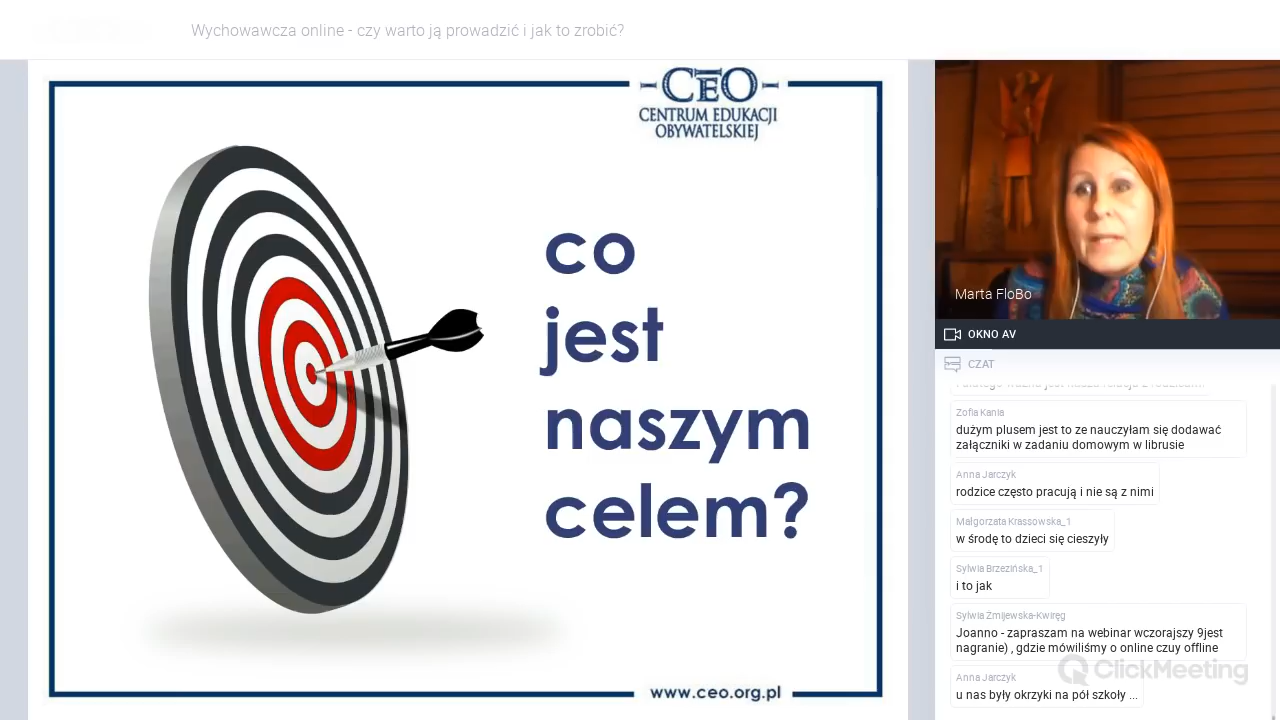 Wychowawcza online - czy warto ją prowadzić i jak to zrobić?
CEO
CENTRUM EDUKACJI
OBYWATELSKIEJ
co
jest
naszym
celem?
www.ceo.org.pl
Marta FloBo
OKNO AV
CZAT
Zofia Kania
dużym plusem jest to ze nauczyłam się dodawać
załączniki w zadaniu domowym w librusie
Anna Jarczyk
rodzice często pracują i nie są z nimi
Małgorzata Krassowska_1
w środę to dzieci się cieszyły
Sylwia Brzezińska_1
i to jak
Sylwia Żmijewska-Kwiręg
Joanno - zapraszam na webinar wczorajszy 9jest
nagranie) , gdzie mówiliśmy o online czuy offline
ClickMeeting
Anna Jarczyk
u nas były okrzyki na pół szkoły ...